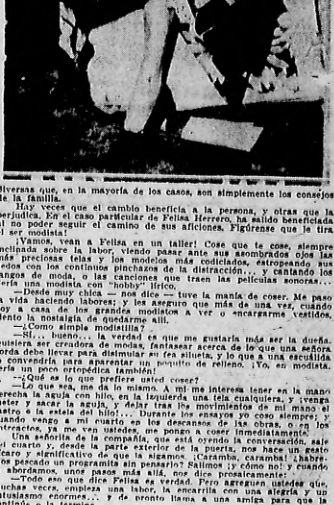 diversas que, en la mayoría de los casos, son simplemente los consejos
de la familia.
Hay veces que el cambio beneficia a la persona, y otras que la
perjudica. En el caso particular de Felisa Herrero, ha salido beneficiada
al no poder seguir el camino de sus aficiones. Figúrense que le tira
el ser modista!
¡Vamos, vean a Felisa en un taller! Cose que te cose, siempre
inclinada sobre la labor, viendo pasar ante sus asombrados ojos las
más preciosas telas y los modelos más codiciados, estropeando sus
dedos con los continuos pinchazos de la distracción... y cantando los
tangos de moda, o las canciones que traen las películas sonoras...
Sería una modista con "hobby" lírico.
—Desde muy chica — nos dice — tuve la manía de coser. Me paso
la vida haciendo labores; y les aseguro que más de una vez, cuando
voy a casa de los grandes modistos a ver o encargarme vestidos,
siento la nostalgia de quedarme allí.
—¿Como simple modistilla?
—Sí... bueno... la verdad es que me gustaría más ser la dueña.
Quisiera ser creadora de modas, fantasear acerca de lo que una señora
gorda debe llevar para disimular su fea silueta, y lo que a una escuálida
convendría para aparentar un poquito de relleno. ¡Yo, en modista,
sería un poco ortopédica también!
—¿Qué es lo que prefiere usted coser?
—Lo que sea, me da lo mismo. A mí me interesa tener en la mano
derecha la aguja con hilo, en la izquierda una tela cualquiera, y ¡venga
meter y sacar la aguja, y dejar tras los movimientos de mi mano el
rastro o la estela del hilo!... Durante los ensayos yo coso siempre; y
cuando vengo a mi cuarto en los descansos de las obras, o en los
entreactos, ya me ven ustedes, me pongo a coser inmediatamente.
Una señorita de la compañía, que está oyendo la conversación, sale
del cuarto y, desde la parte exterior de la puerta, nos hace un gesto
pícaro y significativo de que la sigamos. ¡Caramba, caramba! ¿habremos
pescado un programita sin pensarlo? Salimos ¡y cómo no! y cuando
la abordamos, unos pasos más allá, nos dice prosaicamente:
—Todo eso que dice Felisa es verdad. Pero agreguen ustedes que,
muchas veces, empieza una labor, la encarrila con una alegría y un
entusiasmo enormes... y de pronto llama a una amiga para que la
continúe o la termine.